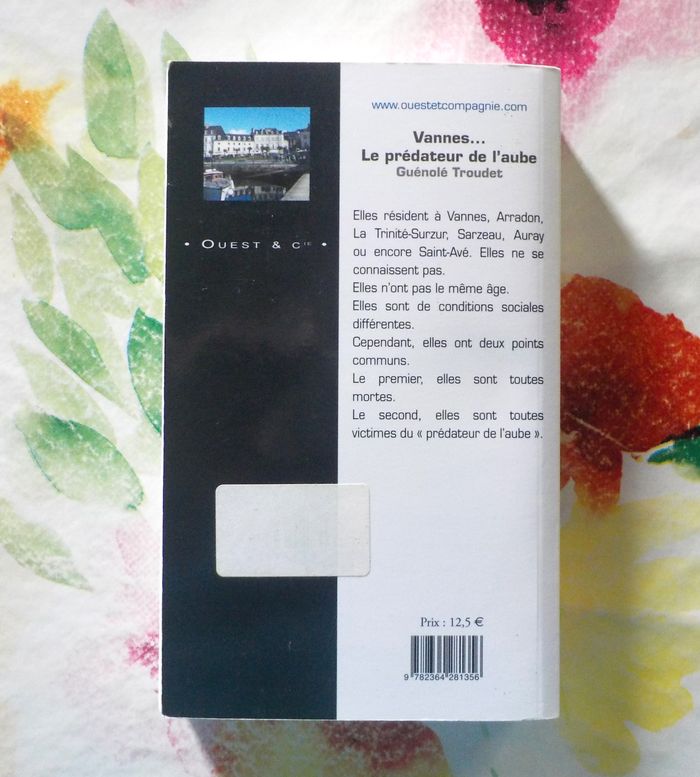 www.ouestetcompagnie.com
Vannes...
Le prédateur de l'aube
Guénolé Troudet
• OUEST & CIE •
Elles résident à Vannes, Arradon,
La Trinité-Surzur, Sarzeau, Auray
ou encore Saint-Avé. Elles ne se
connaissent pas.
Elles n'ont pas le même âge.
Elles sont de conditions sociales
différentes.
Cependant, elles ont deux points
communs.
Le premier, elles sont toutes
mortes.
Le second, elles sont toutes
victimes du « prédateur de l'aube ».
Prix : 12,5 €
9 782364 281356